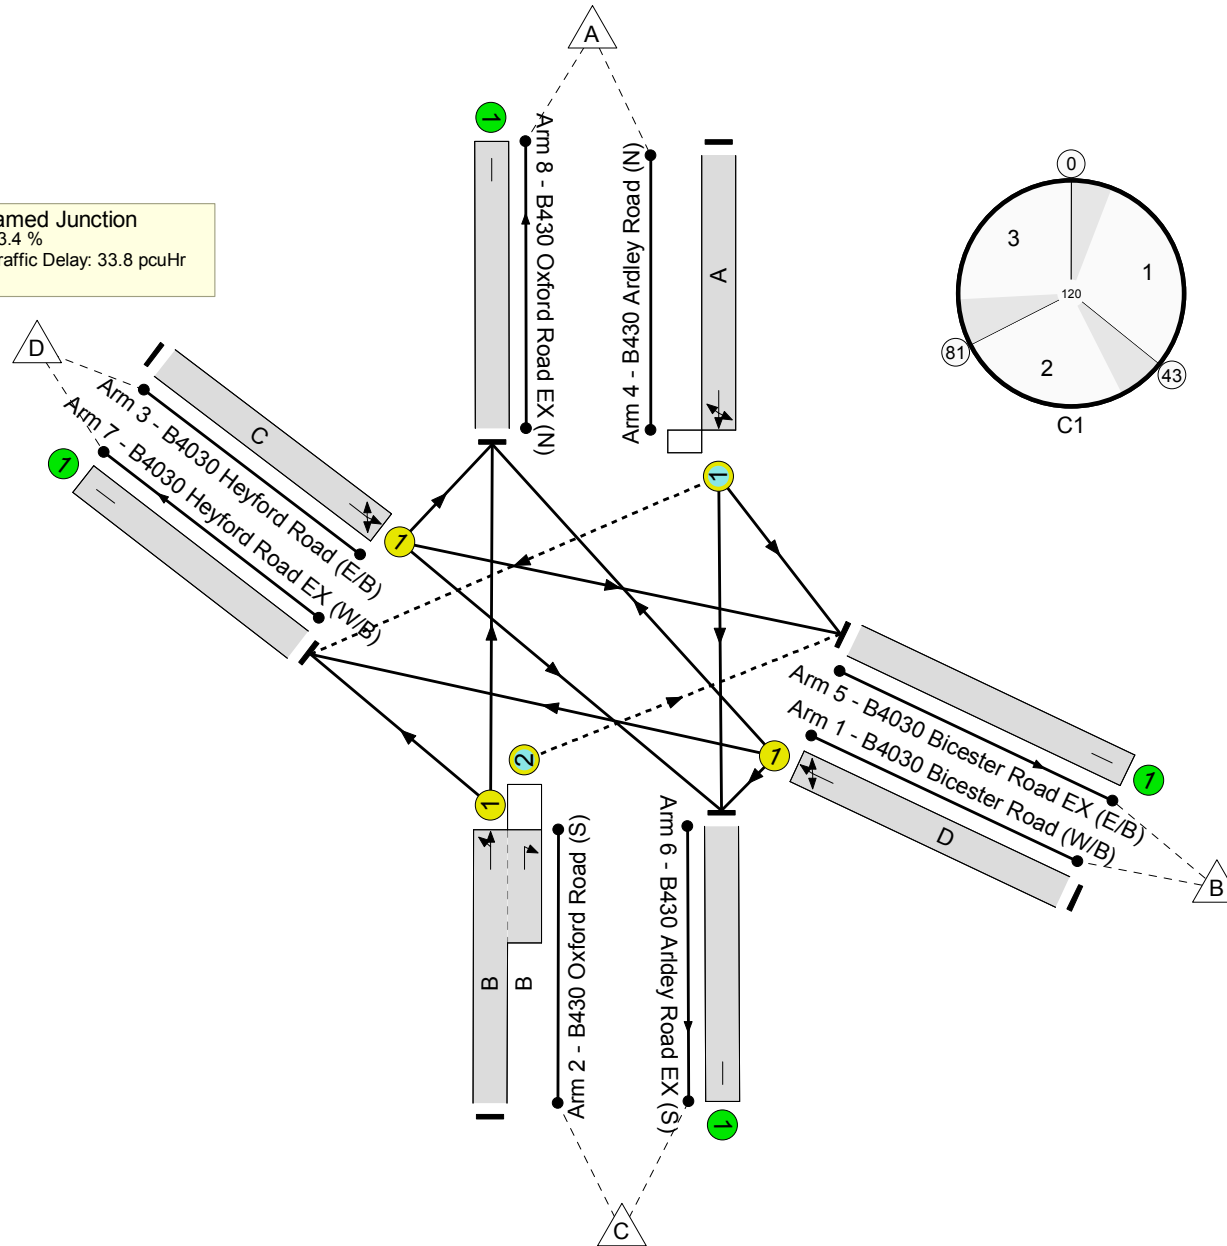 A
amed Junction
3.4 %
raffic Delay: 33.8 pcuHr
1
Arm 8 - B430 Oxford Road EX (N)
Arm 4 - B430 Ardley Road (N)
A
0
3
1
120
2
81
43
C1
D
Arm 3 - B4030 Heyford Road (E/B)
C
Arm 7 - B4030 Heyford Road EX (W/B)
1
1
1
Arm 5 - B4030 Bicester Road EX (E/B)
Arm 1 - B4030 Bicester Road (W/B)
1
1
D
B
2
1
B
B
Arm 2 - B430 Oxford Road (S)
Arm 6 - B430 Arldey Road EX (S)
1
C